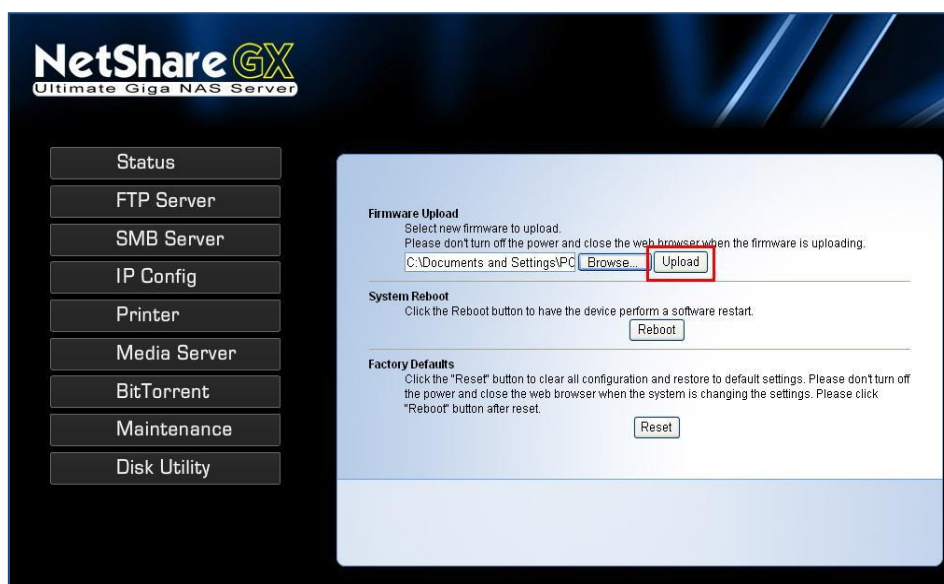 NetShare GX
Ultimate Giga NAS Server
Status
FTP Server
SMB Server
IP Config
Printer
Media Server
BitTorrent
Maintenance
Disk Utility
Firmware Upload
Select new firmware to upload.
Please don't turn off the power and close the web browser when the firmware is uploading.
C:\Documents and Settings\PC Browse... Upload
System Reboot
Click the Reboot button to have the device perform a software restart.
Reboot
Factory Defaults
Click the "Reset" button to clear all configuration and restore to default settings. Please don't turn off
the power and close the web browser when the system is changing the settings. Please click
"Reboot" button after reset.
Reset